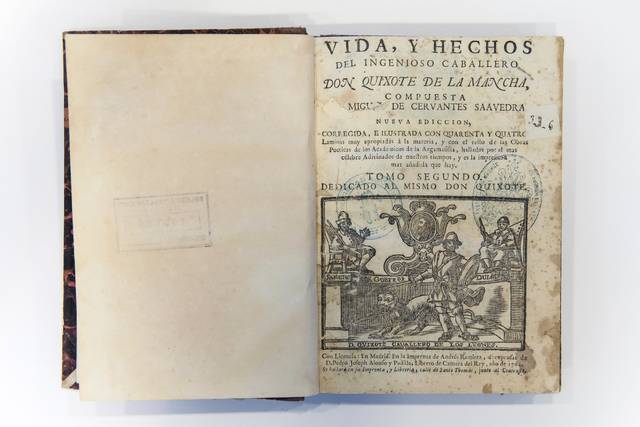 VIDA, Y HECHOS
DEL INGENIOSO CABALLERO
DON QUIXOTE DE LA MANCHA,
COMPUESTA
MIGU DE CERVANTES SAAVEDRA
33-6
NUEVA EDICCION,
CORREGIDA, E ILUSTRADA CON QUARENTA Y QUATRO
Laminas muy apropiadas à la materia, y con el resto de las Obras
Poeticas de los Academicos de la Argamasilla, halladas por el mas
celebre Adivinador de nuestros tiempos, y es la impression
mas añadida que hay.
TOMO SEGUNDO.
DEDICADO AL MISMO DON QUIXOTE.
D. QUIXOTE CAVALLERO DE LOS LEONES.
Con Licencia: En Madrid. En la Imprenta de Andrès Ramirez, à expensas de
D. Pedro Joseph Alonso y Padilla, Librero de Camara del Rey, año de
Se hallarà en su Imprenta, y Libreria, calle de Santo Thomàs, junto al